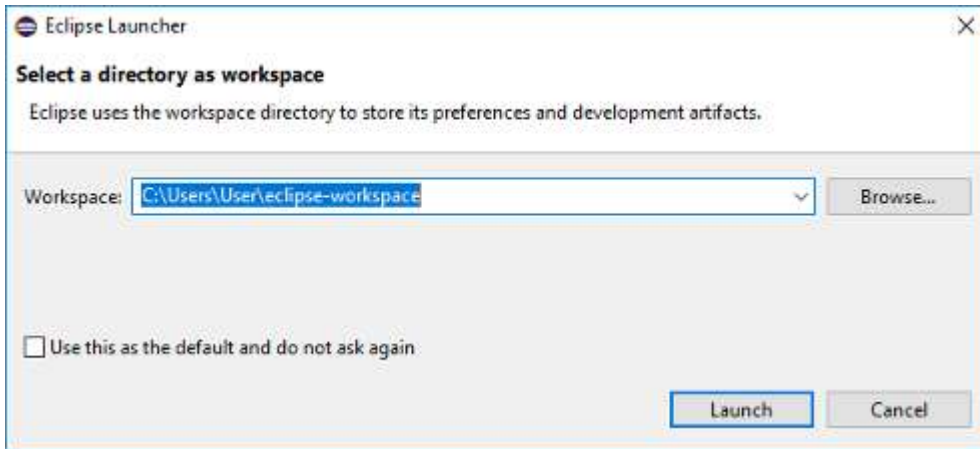 Eclipse Launcher
Select a directory as workspace
Eclipse uses the workspace directory to store its preferences and development artifacts.
Workspace: C:\Users\User\eclipse-workspace Browse...
Use this as the default and do not ask again
Launch Cancel